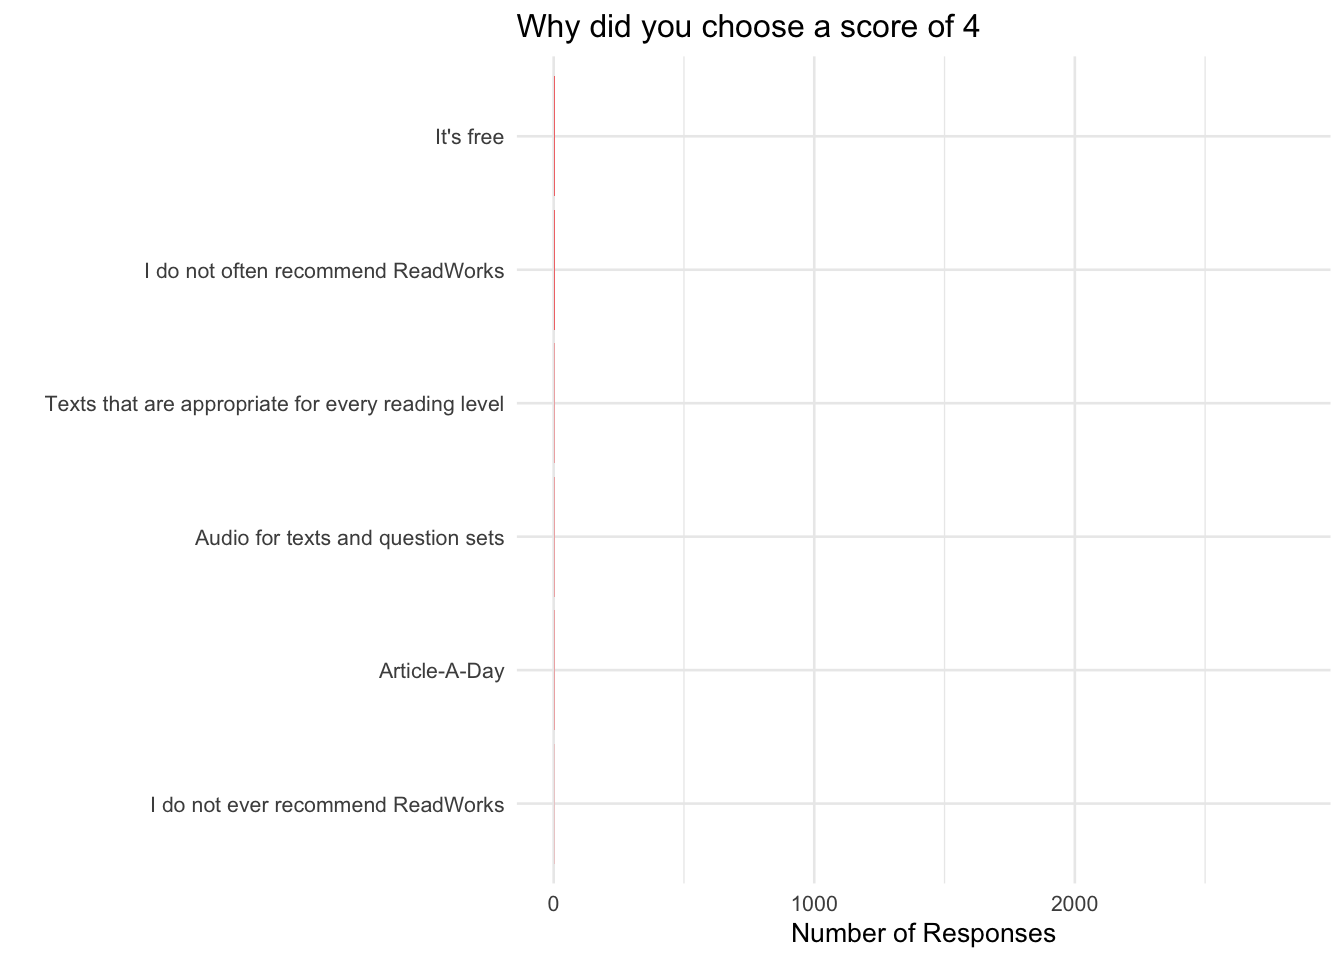 Why did you choose a score of 4
It's free
I do not often recommend ReadWorks
Texts that are appropriate for every reading level
Audio for texts and question sets
Article-A-Day
I do not ever recommend ReadWorks
0 1000 2000
Number of Responses